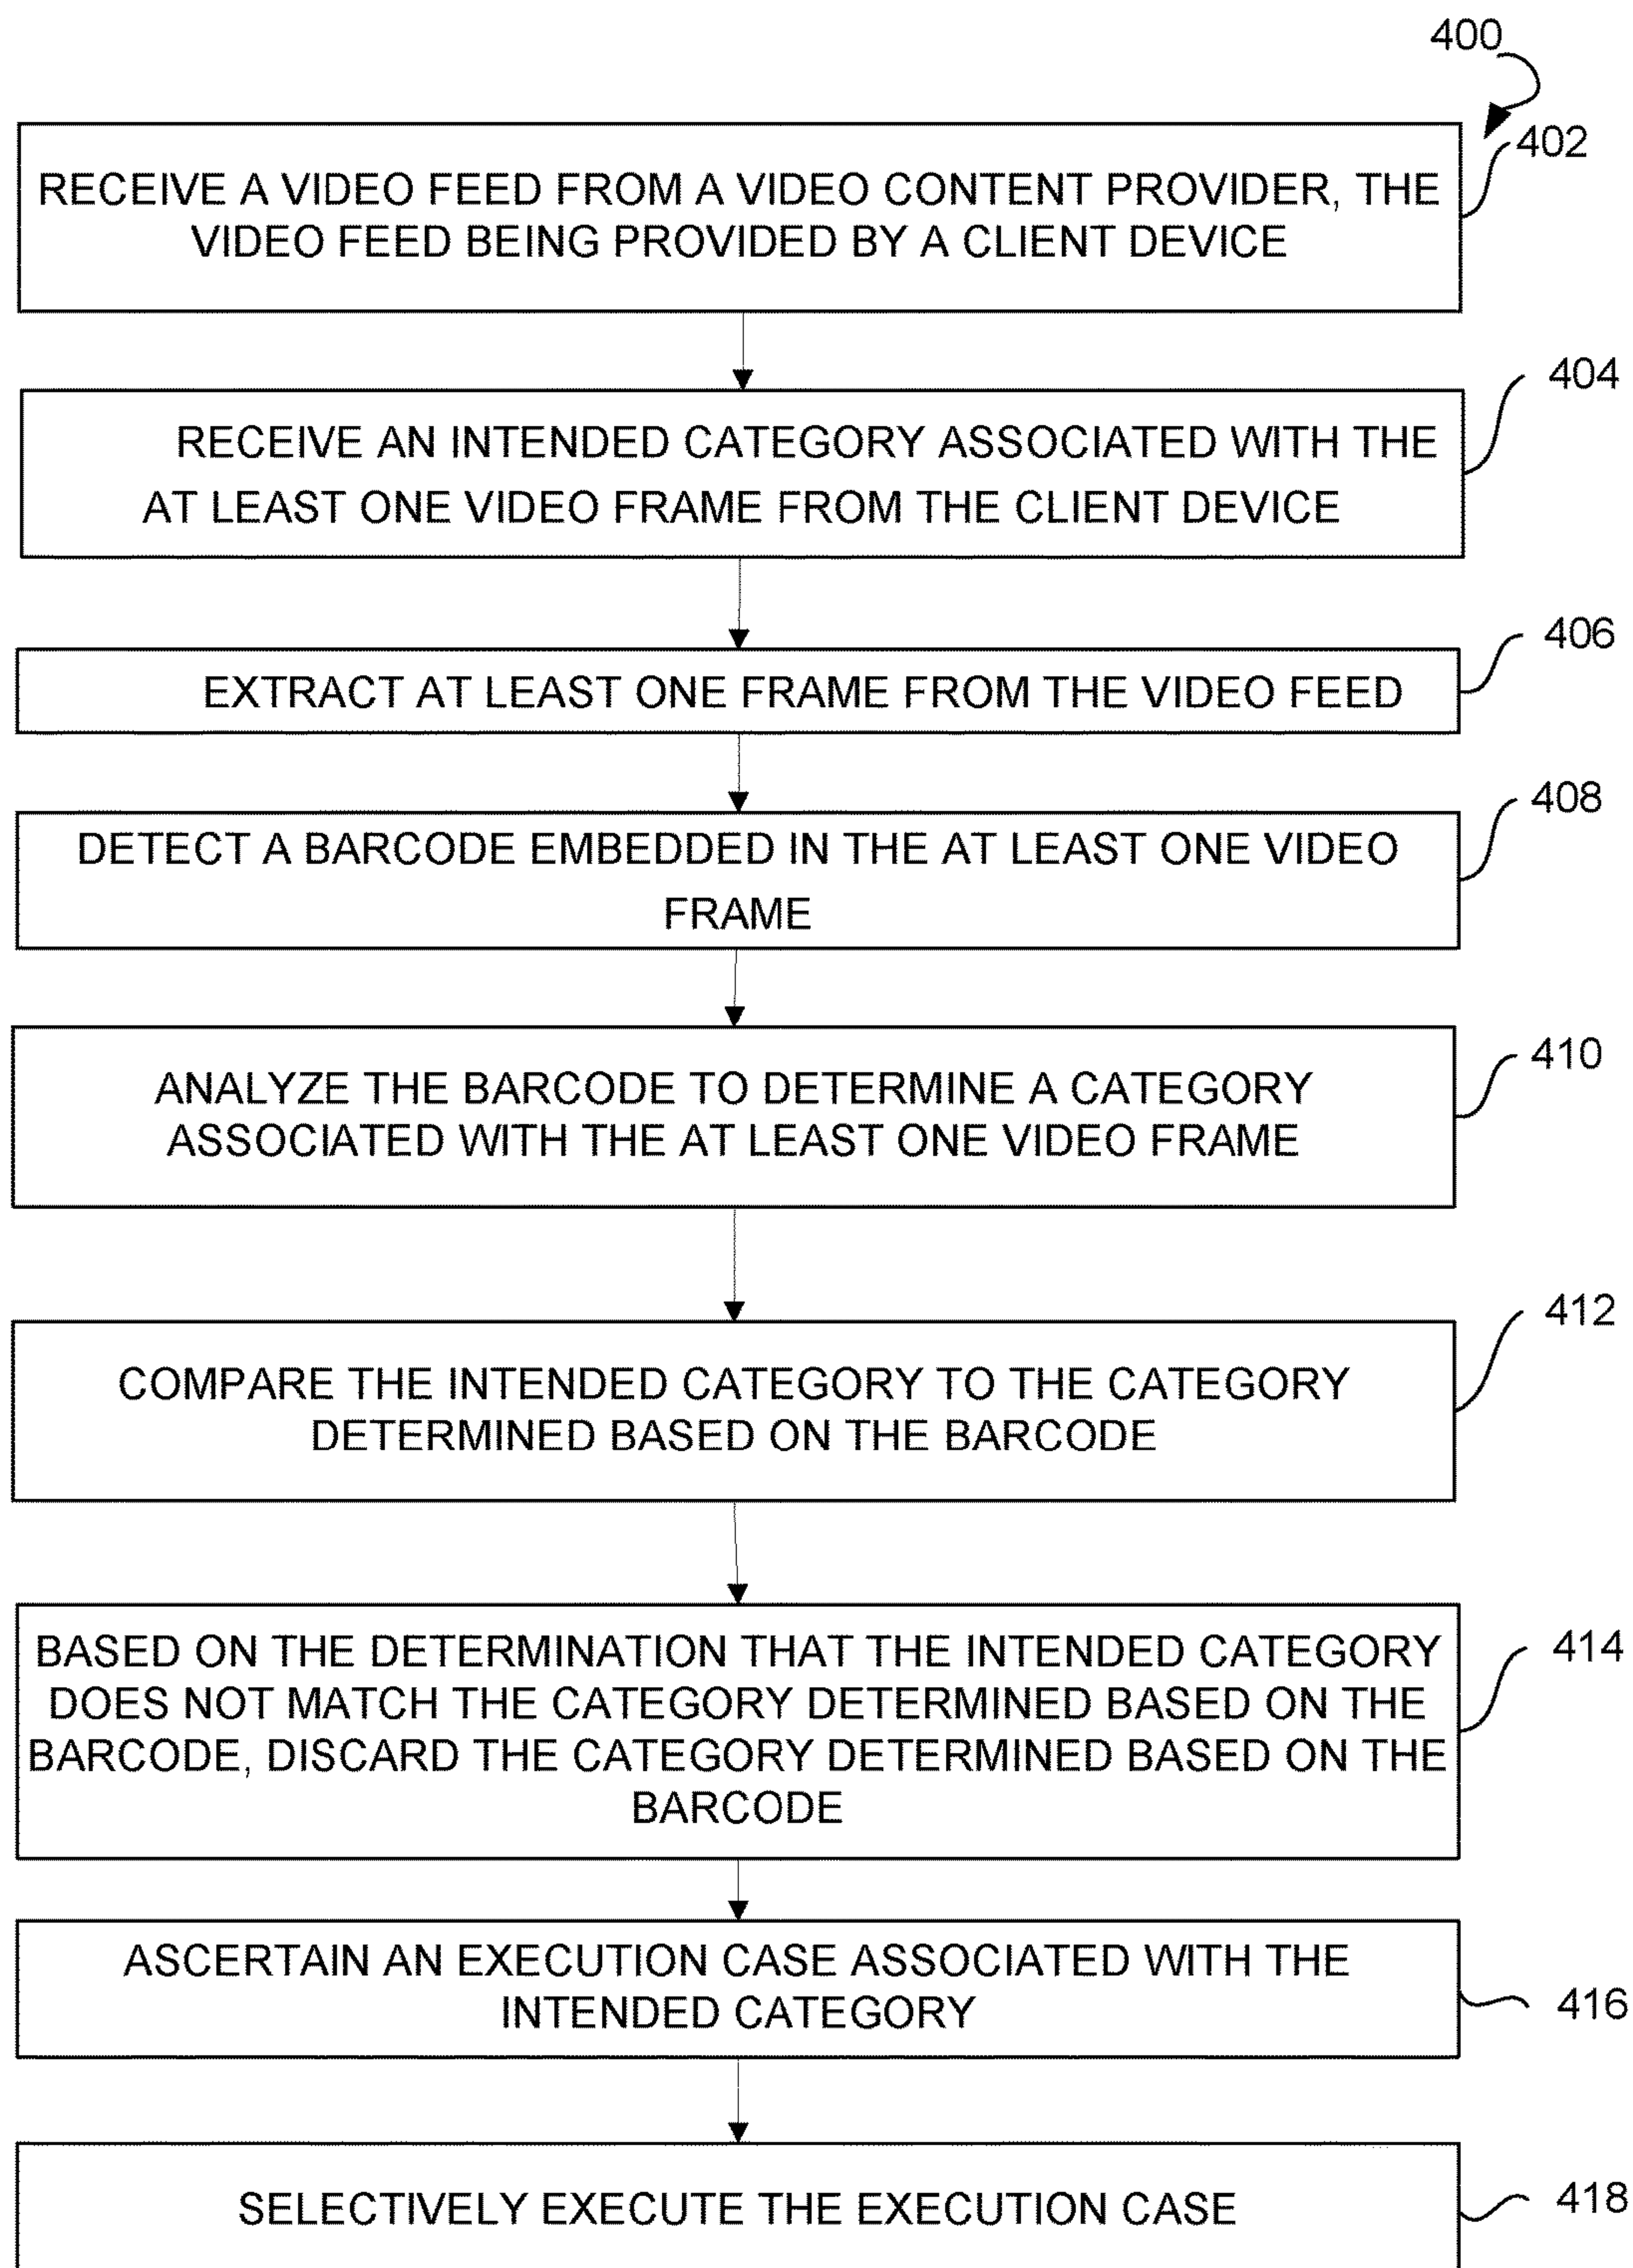 400
402
RECEIVE A VIDEO FEED FROM A VIDEO CONTENT PROVIDER, THE
VIDEO FEED BEING PROVIDED BY A CLIENT DEVICE
404
RECEIVE AN INTENDED CATEGORY ASSOCIATED WITH THE
AT LEAST ONE VIDEO FRAME FROM THE CLIENT DEVICE
406
EXTRACT AT LEAST ONE FRAME FROM THE VIDEO FEED
408
DETECT A BARCODE EMBEDDED IN THE AT LEAST ONE VIDEO
FRAME
410
ANALYZE THE BARCODE TO DETERMINE A CATEGORY
ASSOCIATED WITH THE AT LEAST ONE VIDEO FRAME
412
COMPARE THE INTENDED CATEGORY TO THE CATEGORY
DETERMINED BASED ON THE BARCODE
414
BASED ON THE DETERMINATION THAT THE INTENDED CATEGORY
DOES NOT MATCH THE CATEGORY DETERMINED BASED ON THE
BARCODE, DISCARD THE CATEGORY DETERMINED BASED ON THE
BARCODE
ASCERTAIN AN EXECUTION CASE ASSOCIATED WITH THE
INTENDED CATEGORY
416
SELECTIVELY EXECUTE THE EXECUTION CASE
418